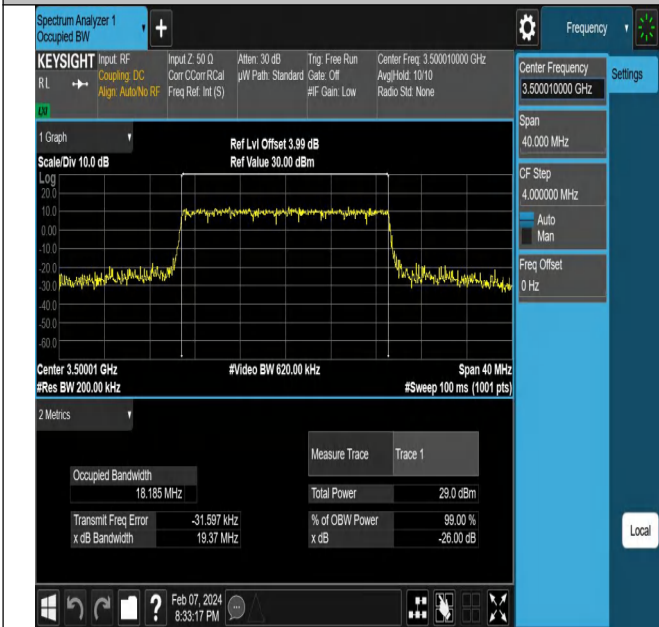 Spectrum Analyzer 1
Occupied BW
+
Frequency
KEYSIGHT
RL
LXI
Input: RF
Coupling: DC
Align: Auto/No RF
Input Z: 50 Ω
Corr CCorr RCal
Freq Ref: Int (S)
Atten: 30 dB
µW Path: Standard
Trig: Free Run
Gate: Off
#IF Gain: Low
Center Freq: 3.500010000 GHz
Avg|Hold: 10/10
Radio Std: None
Center Frequency
3.500010000 GHz
Settings
Span
40.000 MHz
CF Step
4.000000 MHz
Auto
Man
Freq Offset
0 Hz
Local
1 Graph
Scale/Div 10.0 dB
Ref Lvl Offset 3.99 dB
Ref Value 30.00 dBm
Log
20.0
10.0
0.00
-10.0
-20.0
-30.0
-40.0
-50.0
-60.0
Center 3.50001 GHz
#Video BW 620.00 kHz
Span 40 MHz
#Res BW 200.00 kHz
#Sweep 100 ms (1001 pts)
2 Metrics
Measure Trace
Trace 1
Occupied Bandwidth
18.185 MHz
Total Power
29.0 dBm
Transmit Freq Error
-31.597 kHz
% of OBW Power
99.00 %
x dB Bandwidth
19.37 MHz
x dB
-26.00 dB
?
Feb 07, 2024
8:33:17 PM